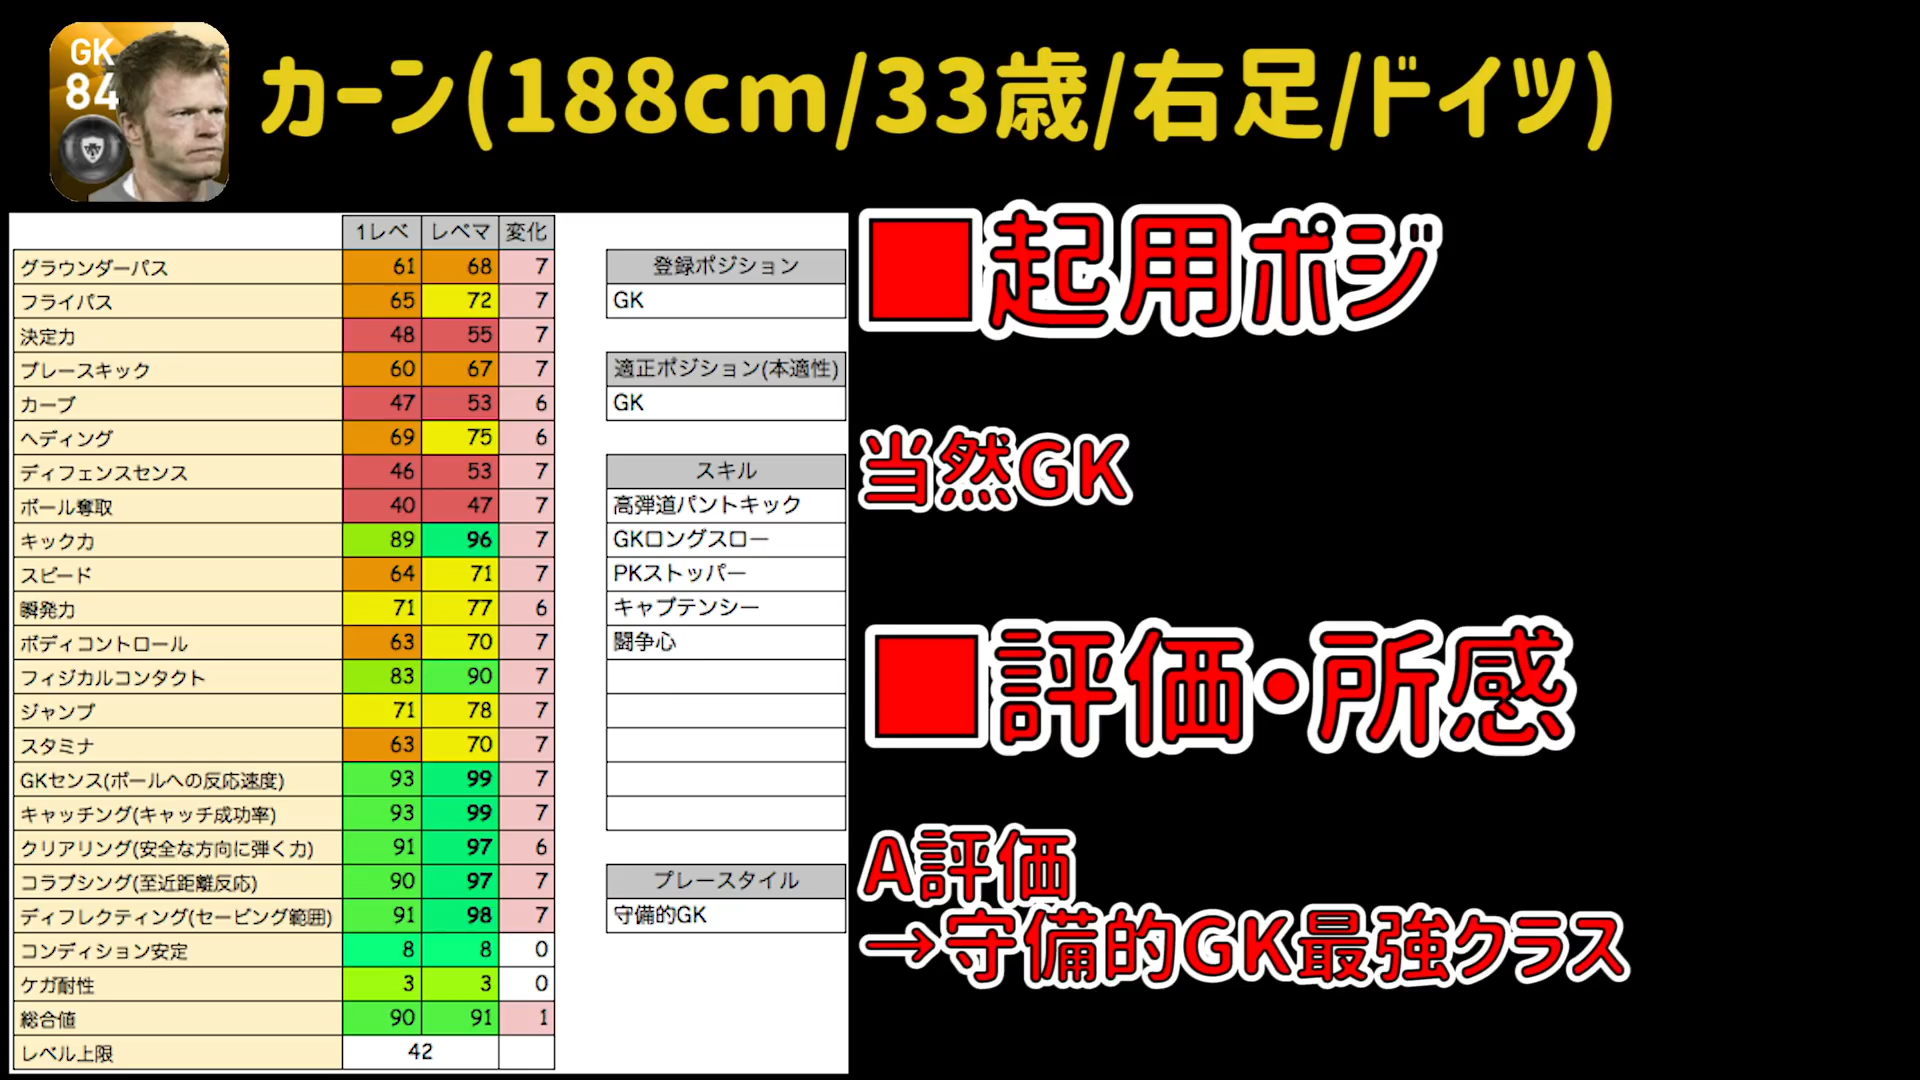 GK
84
カーン(188cm/33歳/右足/ドイツ)
1レベ レベマ 変化
グラウンダーパス 61 68 7
フライパス 65 72 7
決定力 48 55 7
プレースキック 60 67 7
カーブ 47 53 6
ヘディング 69 75 6
ディフェンスセンス 46 53 7
ボール奪取 40 47 7
キック力 89 96 7
スピード 64 71 7
瞬発力 71 77 6
ボディコントロール 63 70 7
フィジカルコンタクト 83 90 7
ジャンプ 71 78 7
スタミナ 63 70 7
GKセンス(ボールへの反応速度) 93 99 7
キャッチング(キャッチ成功率) 93 99 7
クリアリング(安全な方向に弾く力) 91 97 6
コラプシング(至近距離反応) 90 97 7
ディフレクティング(セービング範囲) 91 98 7
コンディション安定 8 8 0
ケガ耐性 3 3 0
総合値 90 91 1
レベル上限 42
登録ポジション
GK
適正ポジション(本適性)
GK
スキル
高弾道パントキック
GKロングスロー
PKストッパー
キャプテンシー
闘争心
プレースタイル
守備的GK
■起用ポジ
当然GK
■評価・所感
A評価
→守備的GK最強クラス